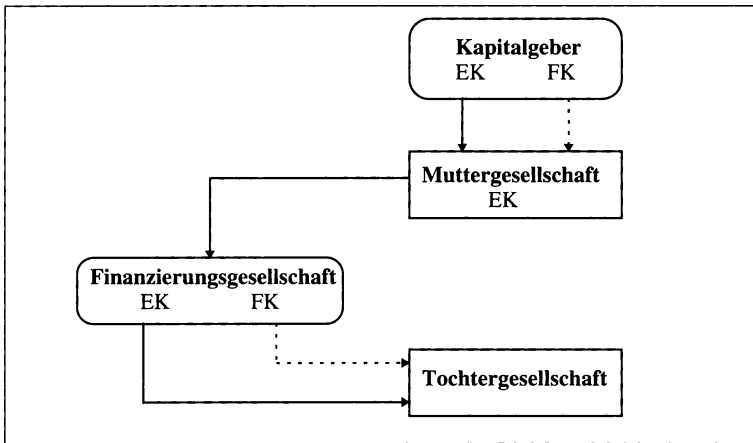 Kapitalgeber
EK FK
Muttergesellschaft
EK
Finanzierungsgesellschaft
EK FK
Tochtergesellschaft